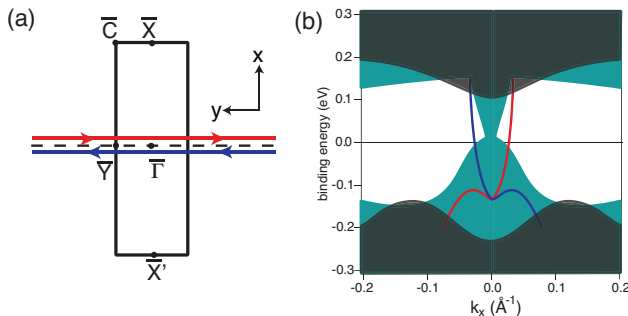 (a)
C̅ X̅
x
y
Y̅ Γ̅
X̅'
(b)
binding energy (eV)
0.3
0.2
0.1
0.0
-0.1
-0.2
-0.3
-0.2 -0.1 0.0 0.1 0.2
kₓ (Å⁻¹)